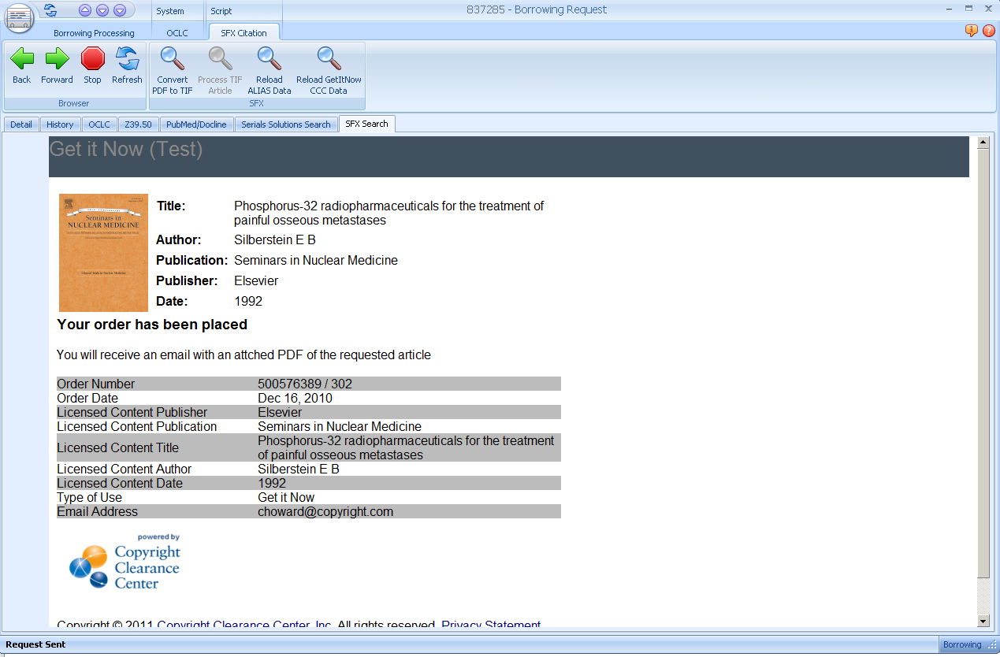 837285 - Borrowing Request
System Script
Borrowing Processing OCLC SFX Citation
Back Forward Stop Refresh
Convert PDF to TIF
Process TIF Article
Reload ALIAS Data
Reload GetItNow CCC Data
Browser SFX
Detail History OCLC Z39.50 PubMed/Docline Serials Solutions Search SFX Search
Get it Now (Test)
Seminars in
NUCLEAR MEDICINE
Title: Phosphorus-32 radiopharmaceuticals for the treatment of
painful osseous metastases
Author: Silberstein E B
Publication: Seminars in Nuclear Medicine
Publisher: Elsevier
Date: 1992
Your order has been placed
You will receive an email with an attched PDF of the requested article
Order Number 500576389 / 302
Order Date Dec 16, 2010
Licensed Content Publisher Elsevier
Licensed Content Publication Seminars in Nuclear Medicine
Licensed Content Title Phosphorus-32 radiopharmaceuticals for the treatment
of painful osseous metastases
Licensed Content Author Silberstein E B
Licensed Content Date 1992
Type of Use Get it Now
Email Address choward@copyright.com
powered by
Copyright
Clearance
Center
Copyright © 2011 Copyright Clearance Center, Inc. All rights reserved. Privacy Statement.
Request Sent Borrowing